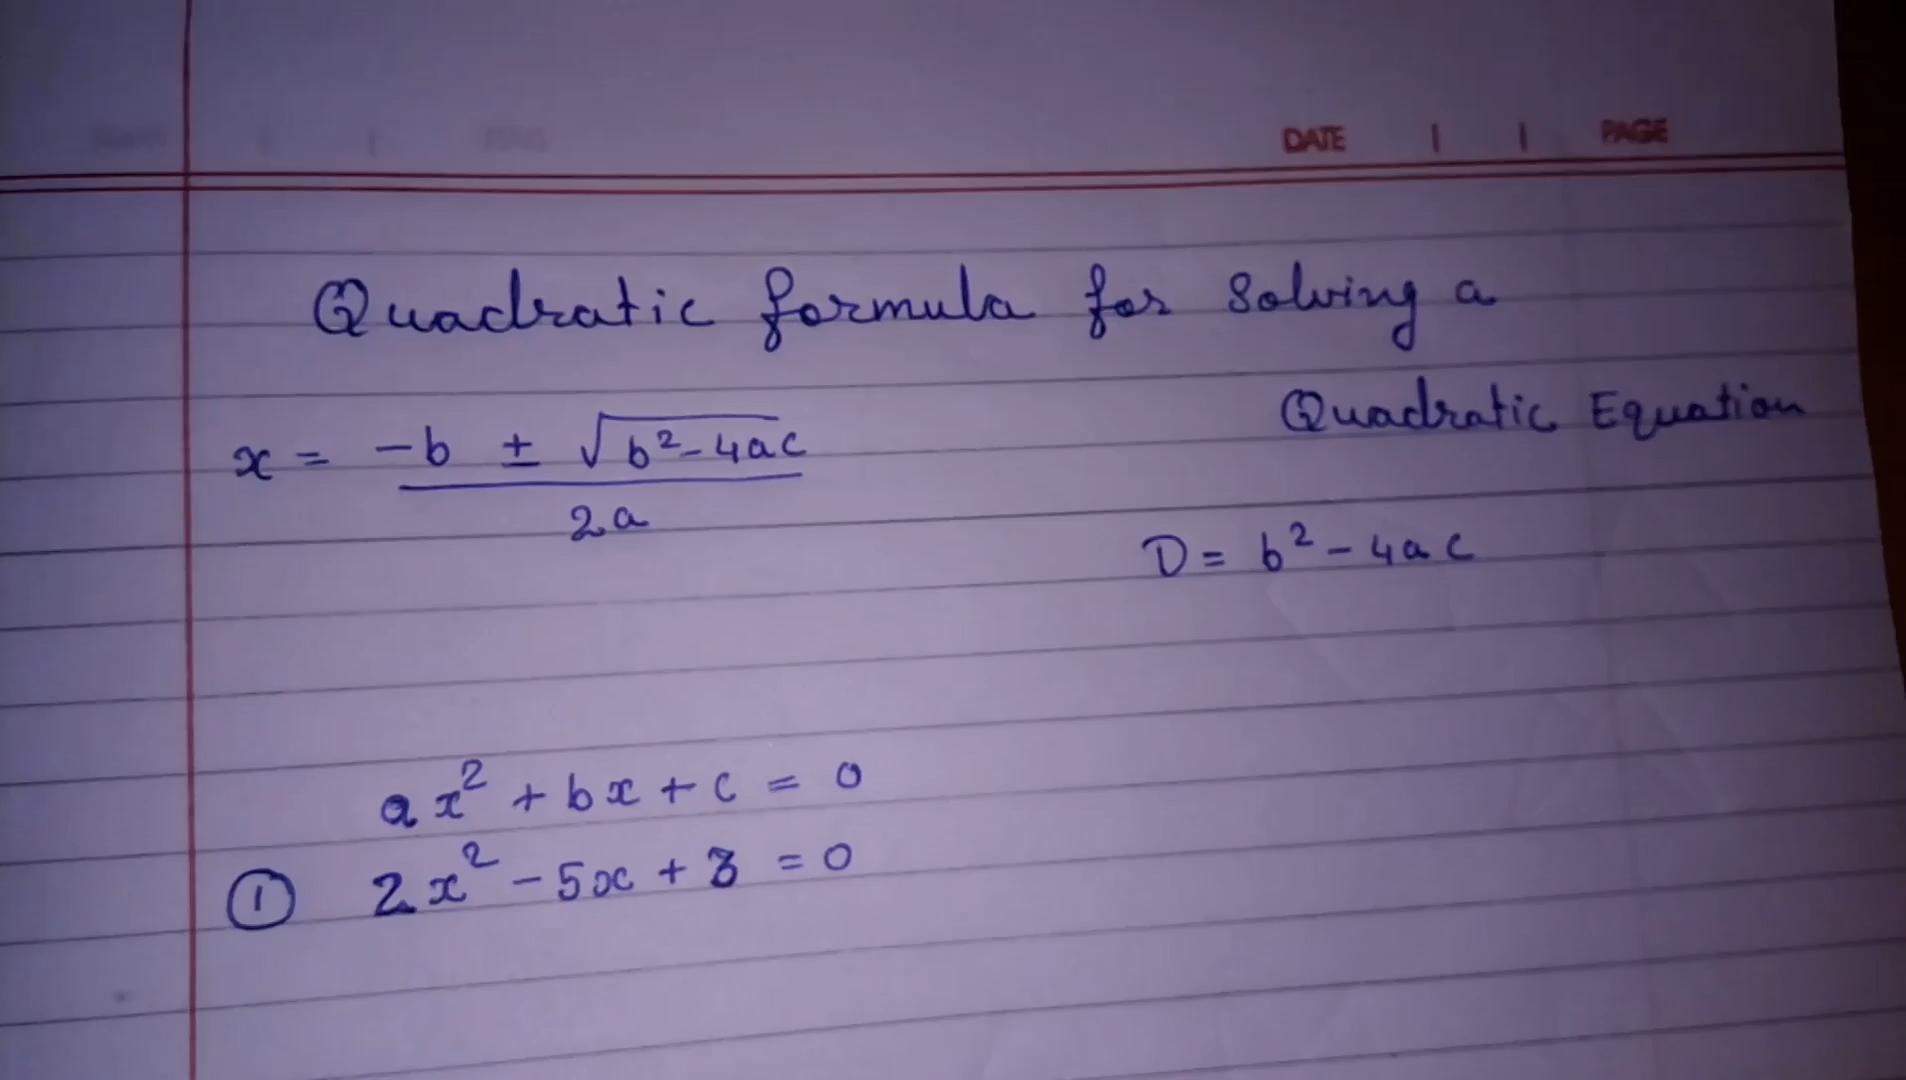 DATE | | PAGE
Quadratic formula for solving a
Quadratic Equation
x = -b ± √b²-4ac
2a
D = b² - 4ac
ax² + bx + c = 0
① 2x² - 5x + 3 = 0